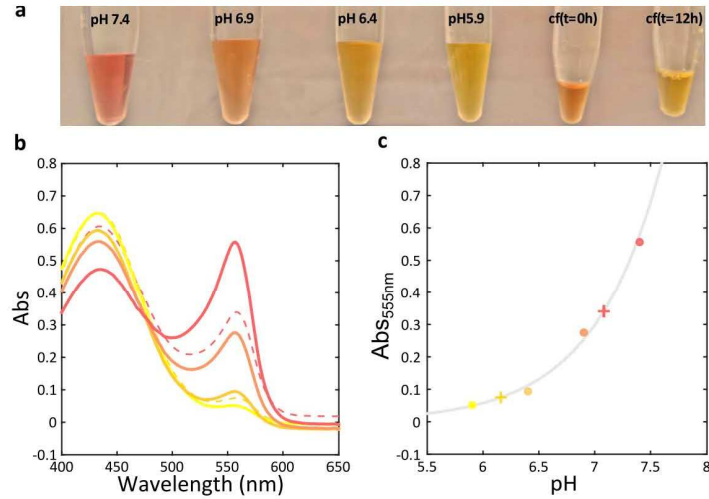 a
pH 7.4 pH 6.9 pH 6.4 pH5.9 cf(t=0h) cf(t=12h)
b
0.8
0.7
0.6
0.5
0.4
0.3
0.2
0.1
0
-0.1
Abs
400 450 500 550 600 650
Wavelength (nm)
c
0.8
0.7
0.6
0.5
0.4
0.3
0.2
0.1
0
-0.1
Abs555nm
5.5 6 6.5 7 7.5 8
pH